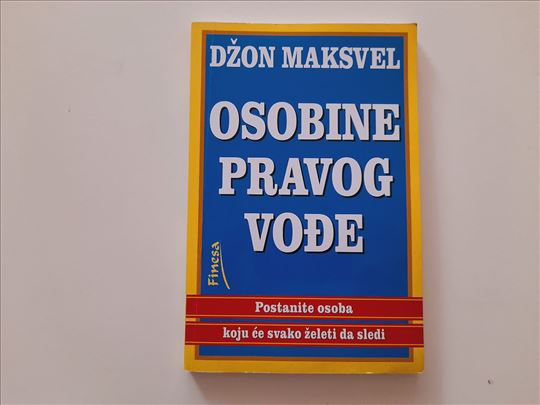 DŽON MAKSVEL
OSOBINE
PRAVOG
VOĐE
Finesa
Postanite osoba
koju će svako želeti da sledi